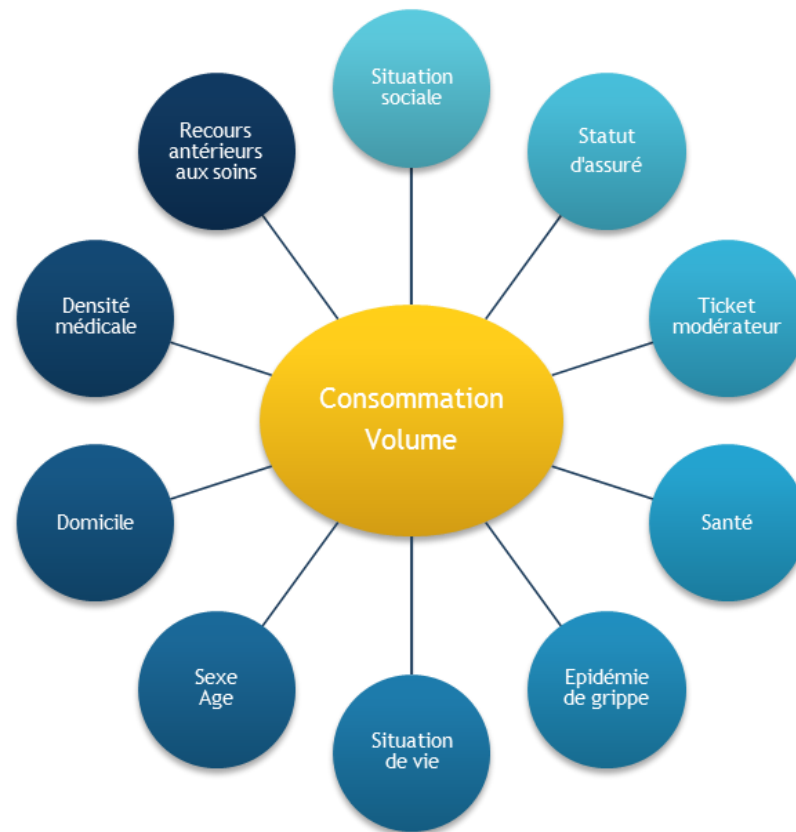 Situation
sociale
Statut
d'assuré
Ticket
modérateur
Santé
Epidémie
de grippe
Situation
de vie
Sexe
Age
Domicile
Densité
médicale
Recours
antérieurs
aux soins
Consommation
Volume